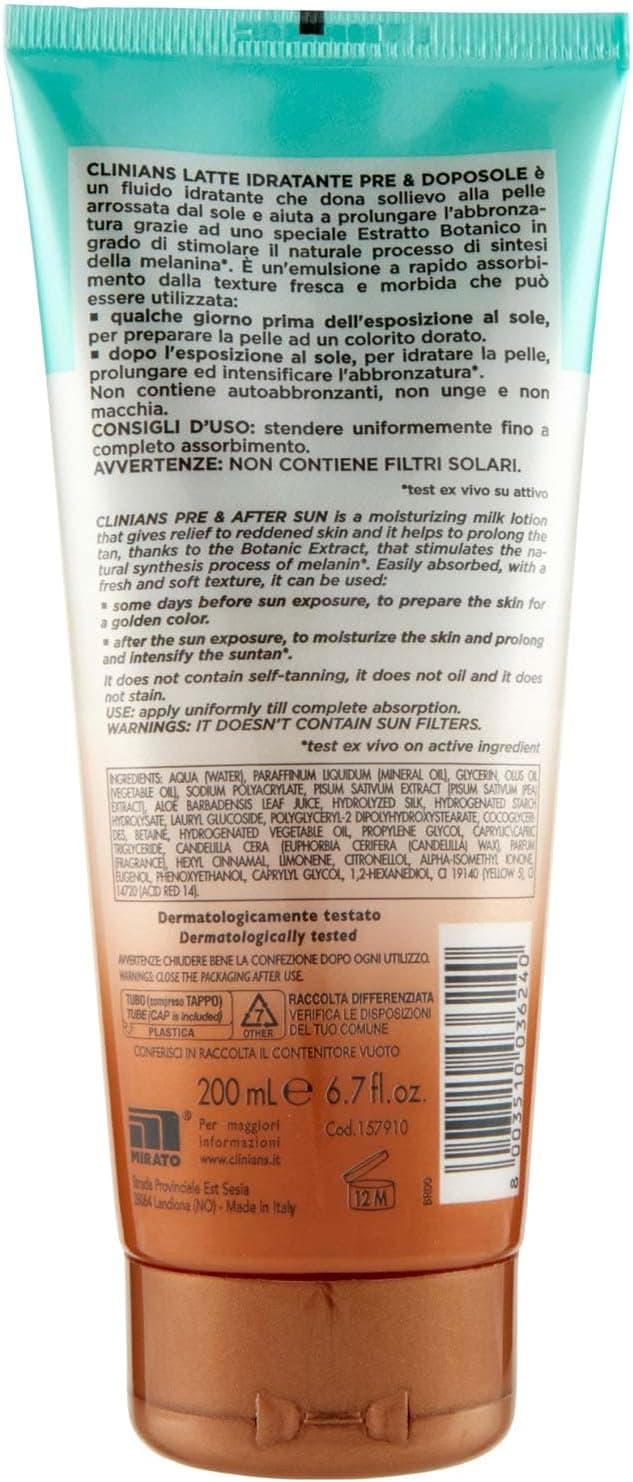 CLINIANS LATTE IDRATANTE PRE & DOPOSOLE è
un fluido idratante che dona sollievo alla pelle
arrossata dal sole e aiuta a prolungare l'abbronza-
tura grazie ad uno speciale Estratto Botanico in
grado di stimolare il naturale processo di sintesi
della melanina*. È un'emulsione a rapido assorbi-
mento dalla texture fresca e morbida che può
essere utilizzata:
▪ qualche giorno prima dell'esposizione al sole,
per preparare la pelle ad un colorito dorato.
▪ dopo l'esposizione al sole, per idratare la pelle,
prolungare ed intensificare l'abbronzatura*.
Non contiene autoabbronzanti, non unge e non
macchia.
CONSIGLI D'USO: stendere uniformemente fino a
completo assorbimento.
AVVERTENZE: NON CONTIENE FILTRI SOLARI.
*test ex vivo su attivo
CLINIANS PRE & AFTER SUN is a moisturizing milk lotion
that gives relief to reddened skin and it helps to prolong the
tan, thanks to the Botanic Extract, that stimulates the na-
tural synthesis process of melanin*. Easily absorbed, with a
fresh and soft texture, it can be used:
▪ some days before sun exposure, to prepare the skin for
a golden color.
▪ after the sun exposure, to moisturize the skin and prolong
and intensify the suntan*.
It does not contain self-tanning, it does not oil and it does
not stain.
USE: apply uniformly till complete absorption.
WARNINGS: IT DOESN'T CONTAIN SUN FILTERS.
*test ex vivo on active ingredient
INGREDIENTS: AQUA (WATER), PARAFFINUM LIQUIDUM (MINERAL OIL), GLYCERIN, OLUS OIL
(VEGETABLE OIL), SODIUM POLYACRYLATE, PISUM SATIVUM EXTRACT (PISUM SATIVUM (PEA)
EXTRACT), ALOE BARBADENSIS LEAF JUICE, HYDROLYZED SILK, HYDROGENATED STARCH
HYDROLYSATE, LAURYL GLUCOSIDE, POLYGLYCERYL-2 DIPOLYHYDROXYSTEARATE, COCOGLYCERI-
DES, BETAINE, HYDROGENATED VEGETABLE OIL, PROPYLENE GLYCOL, CAPRYLIC/CAPRIC
TRIGLYCERIDE, CANDELILLA CERA (EUPHORBIA CERIFERA (CANDELILLA) WAX), PARFUM
(FRAGRANCE), HEXYL CINNAMAL, LIMONENE, CITRONELLOL, ALPHA-ISOMETHYL IONONE,
EUGENOL, PHENOXYETHANOL, CAPRYLYL GLYCOL, 1,2-HEXANEDIOL, CI 19140 (YELLOW 5), CI
14720 (ACID RED 14).
Dermatologicamente testato
Dermatologically tested
AVVERTENZE: CHIUDERE BENE LA CONFEZIONE DOPO OGNI UTILIZZO.
WARNINGS: CLOSE THE PACKAGING AFTER USE.
TUBO (compreso TAPPO)
TUBE (CAP is included)
PLASTICA
7
OTHER
RACCOLTA DIFFERENZIATA
VERIFICA LE DISPOSIZIONI
DEL TUO COMUNE
CONFERISCI IN RACCOLTA IL CONTENITORE VUOTO
200 mL e 6.7 fl.oz.
MIRATO®
Per maggiori
informazioni
www.clinians.it
Cod.157910
Strada Provinciale Est Sesia
28064 Landiona (NO) - Made in Italy
12 M
BR00
8 003510 036240